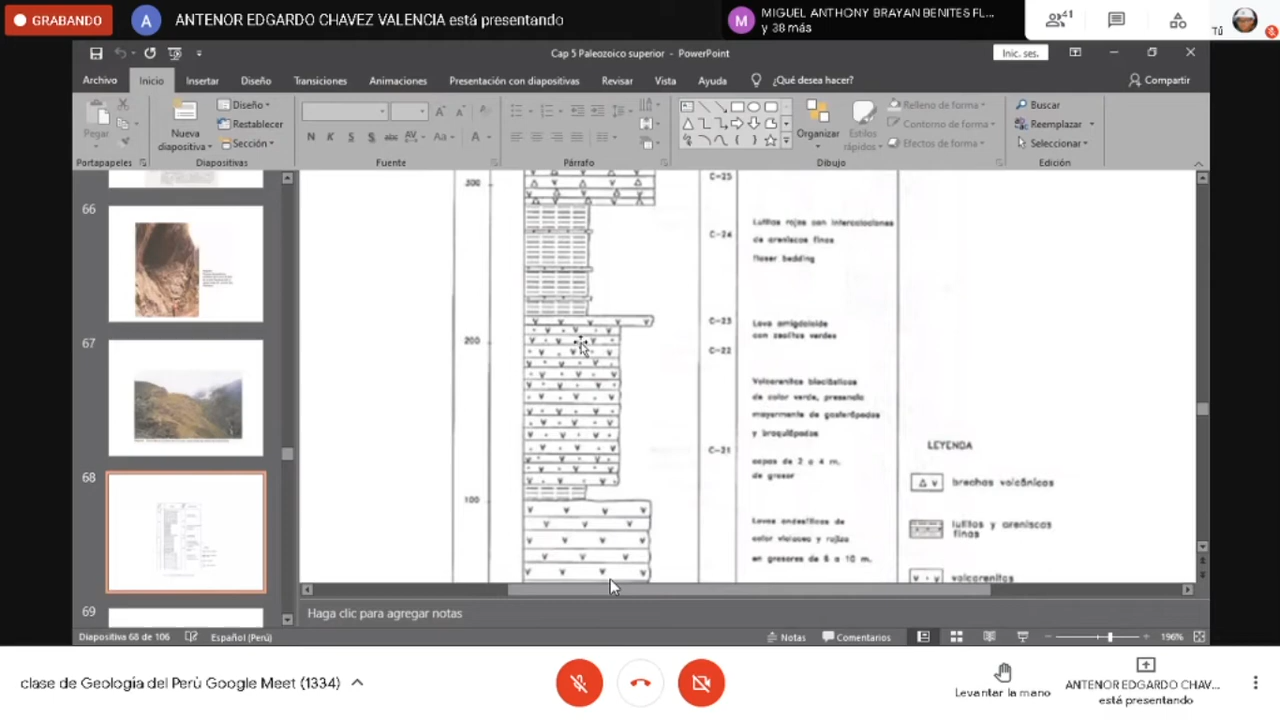 GRABANDO
A
ANTENOR EDGARDO CHAVEZ VALENCIA está presentando
M
MIGUEL ANTHONY BRAYAN BENITES FL...
y 38 más
41
Tú
Cap 5 Paleozoico superior - PowerPoint
Inic. ses.
Archivo Inicio Insertar Diseño Transiciones Animaciones Presentación con diapositivas Revisar Vista Ayuda ¿Qué desea hacer? Compartir
Pegar
Nueva diapositiva
Diseño
Restablecer
Sección
N K S S abc AV Aa A
Organizar
Estilos rápidos
Relleno de forma
Contorno de forma
Efectos de forma
Buscar
Reemplazar
Seleccionar
Portapapeles Diapositivas Fuente Párrafo Dibujo Edición
66
67
68
69
300
200
100
C-25
C-24
C-23
C-22
C-21
Lutitas rojas con intercalaciones
de areniscas finas
flaser bedding
Lava amigdaloide
con zeolitas verdes
Volcarenitas bioclásticas
de color verde, presencia
mayormente de gasterópodos
y braquiópodos
capas de 2 a 4 m.
de grosor
Lavas andesíticas de
color violaceo y rojizo
en grosores de 6 a 10 m.
LEYENDA
brechas volcánicas
lutitas y areniscas
finas
volcarenitas
Haga clic para agregar notas
Diapositiva 68 de 106 Español (Perú) Notas Comentarios 196%
clase de Geología del Perú Google Meet (1334)
Levantar la mano
ANTENOR EDGARDO CHAV...
está presentando